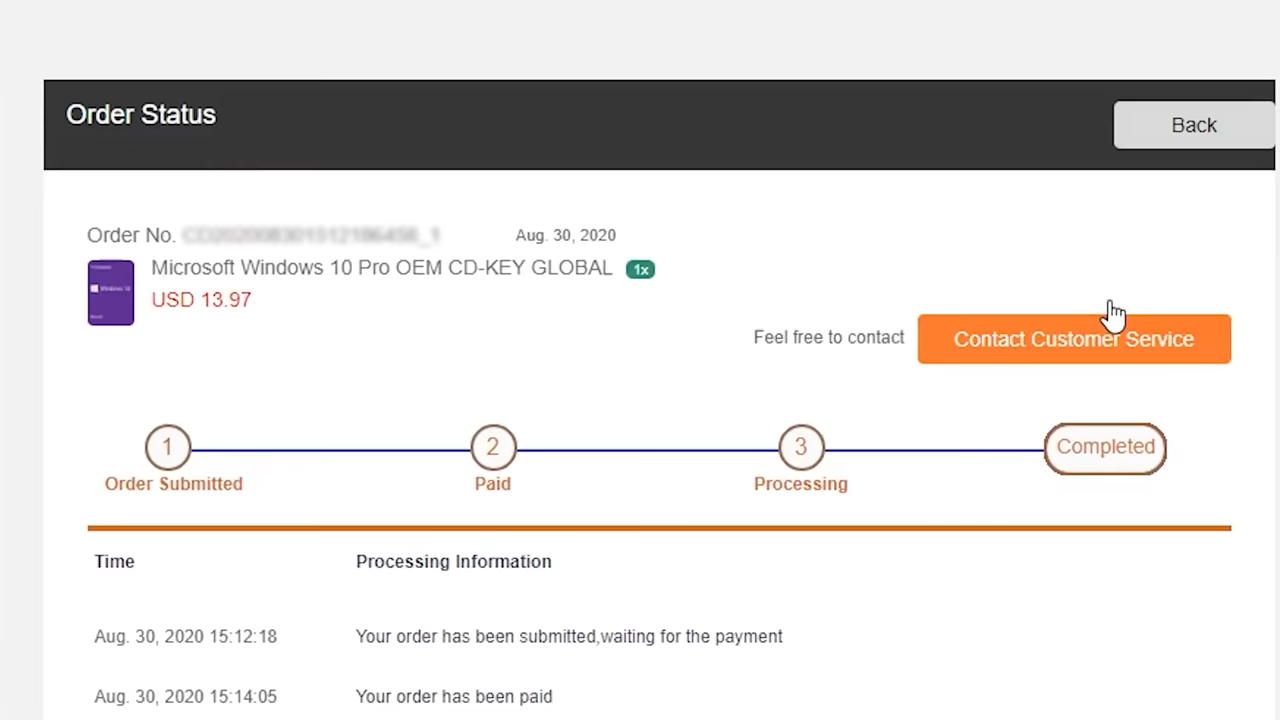 Order Status
Back
Order No.
Aug. 30, 2020
Microsoft Windows 10 Pro OEM CD-KEY GLOBAL 1x
USD 13.97
Feel free to contact
Contact Customer Service
1
2
3
Completed
Order Submitted
Paid
Processing
Time
Processing Information
Aug. 30, 2020 15:12:18
Your order has been submitted,waiting for the payment
Aug. 30, 2020 15:14:05
Your order has been paid